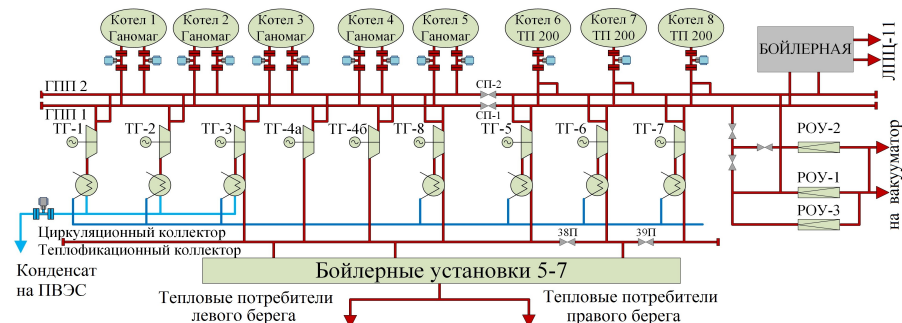 Котел 1
Ганомаг
Котел 2
Ганомаг
Котел 3
Ганомаг
Котел 4
Ганомаг
Котел 5
Ганомаг
Котел 6
ТП 200
Котел 7
ТП 200
Котел 8
ТП 200
БОЙЛЕРНАЯ
ЛПЦ-11
ГПП 2
СП-2
ГПП 1
СП-1
ТГ-1
ТГ-2
ТГ-3
ТГ-4а
ТГ-4б
ТГ-8
ТГ-5
ТГ-6
ТГ-7
РОУ-2
РОУ-1
РОУ-3
на вакууматор
Циркуляционный коллектор
Теплофикационный коллектор
38П
39П
Конденсат
на ПВЭС
Бойлерные установки 5-7
Тепловые потребители
левого берега
Тепловые потребители
правого берега